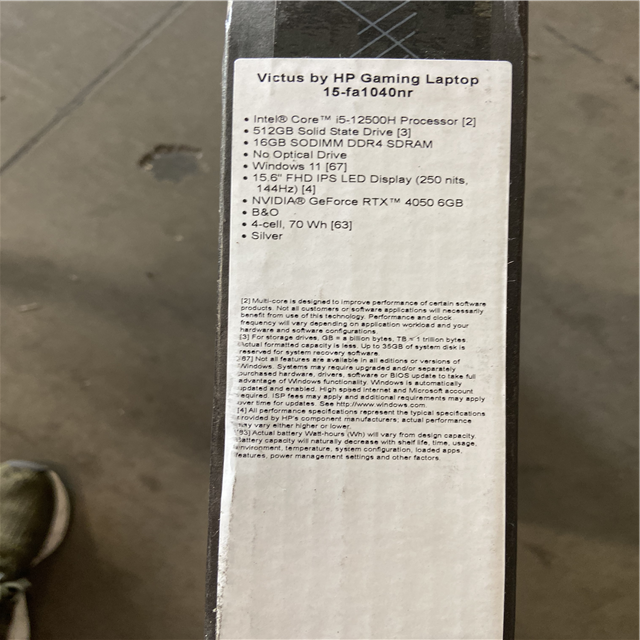 Victus by HP Gaming Laptop
15-fa1040nr
• Intel® Core™ i5-12500H Processor [2]
• 512GB Solid State Drive [3]
• 16GB SODIMM DDR4 SDRAM
• No Optical Drive
• Windows 11 [67]
• 15.6" FHD IPS LED Display (250 nits,
144Hz) [4]
• NVIDIA® GeForce RTX™ 4050 6GB
• B&O
• 4-cell, 70 Wh [63]
• Silver
[2] Multi-core is designed to improve performance of certain software
products. Not all customers or software applications will necessarily
benefit from use of this technology. Performance and clock
frequency will vary depending on application workload and your
hardware and software configurations.
[3] For storage drives, GB = a billion bytes, TB = 1 trillion bytes.
Actual formatted capacity is less. Up to 35GB of system disk is
reserved for system recovery software.
[67] Not all features are available in all editions or versions of
Windows. Systems may require upgraded and/or separately
purchased hardware, drivers, software or BIOS update to take full
advantage of Windows functionality. Windows is automatically
updated and enabled. High speed internet and Microsoft account
required. ISP fees may apply and additional requirements may apply
over time for updates. See http://www.windows.com.
[4] All performance specifications represent the typical specifications
provided by HP's component manufacturers; actual performance
may vary either higher or lower.
[63] Actual battery Watt-hours (Wh) will vary from design capacity.
Battery capacity will naturally decrease with shelf life, time, usage,
environment, temperature, system configuration, loaded apps,
features, power management settings and other factors.